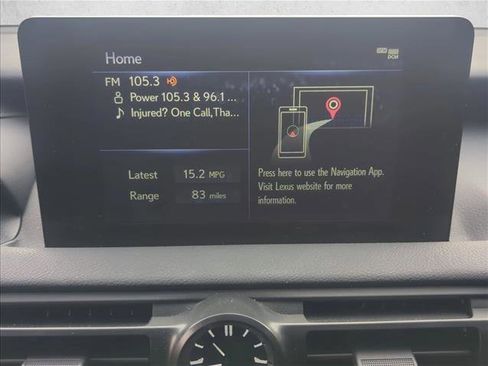 Home
DCM
FM 105.3
Power 105.3 & 96.1 ...
Injured? One Call,Tha...
Latest 15.2 MPG
Range 83 miles
Press here to use the Navigation App.
Visit Lexus website for more
information.